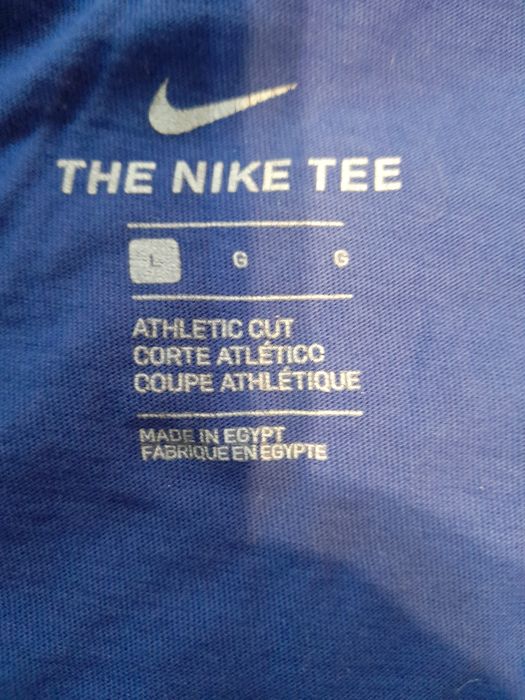 THE NIKE TEE
L G G
ATHLETIC CUT
CORTE ATLÉTICO
COUPE ATHLÉTIQUE
MADE IN EGYPT
FABRIQUE EN EGYPTE